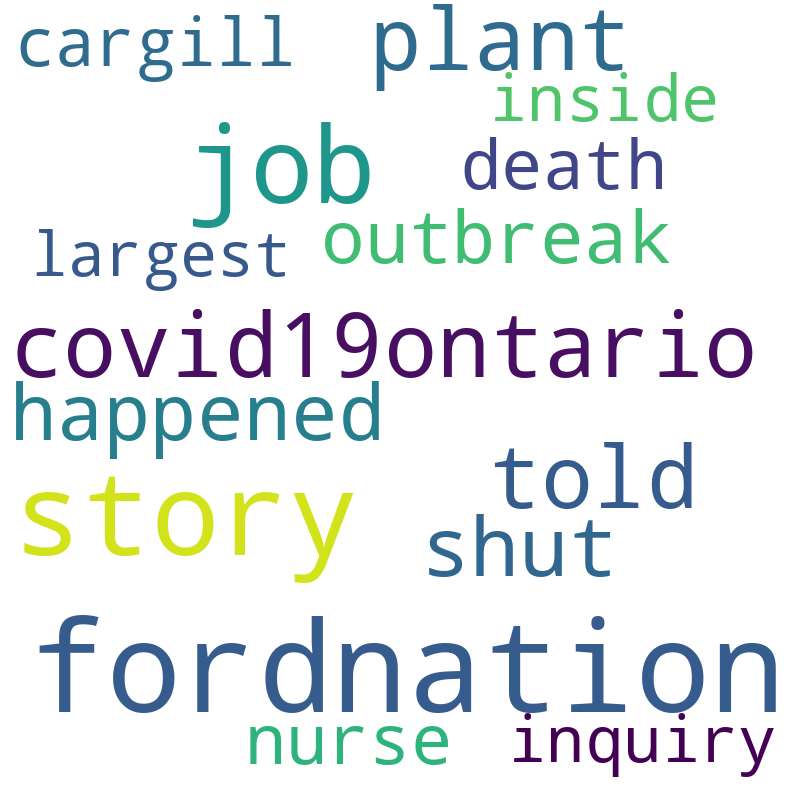 cargill plant
inside
job death
largest outbreak
covid19ontario
happened
told
story shut
fordnation
nurse inquiry